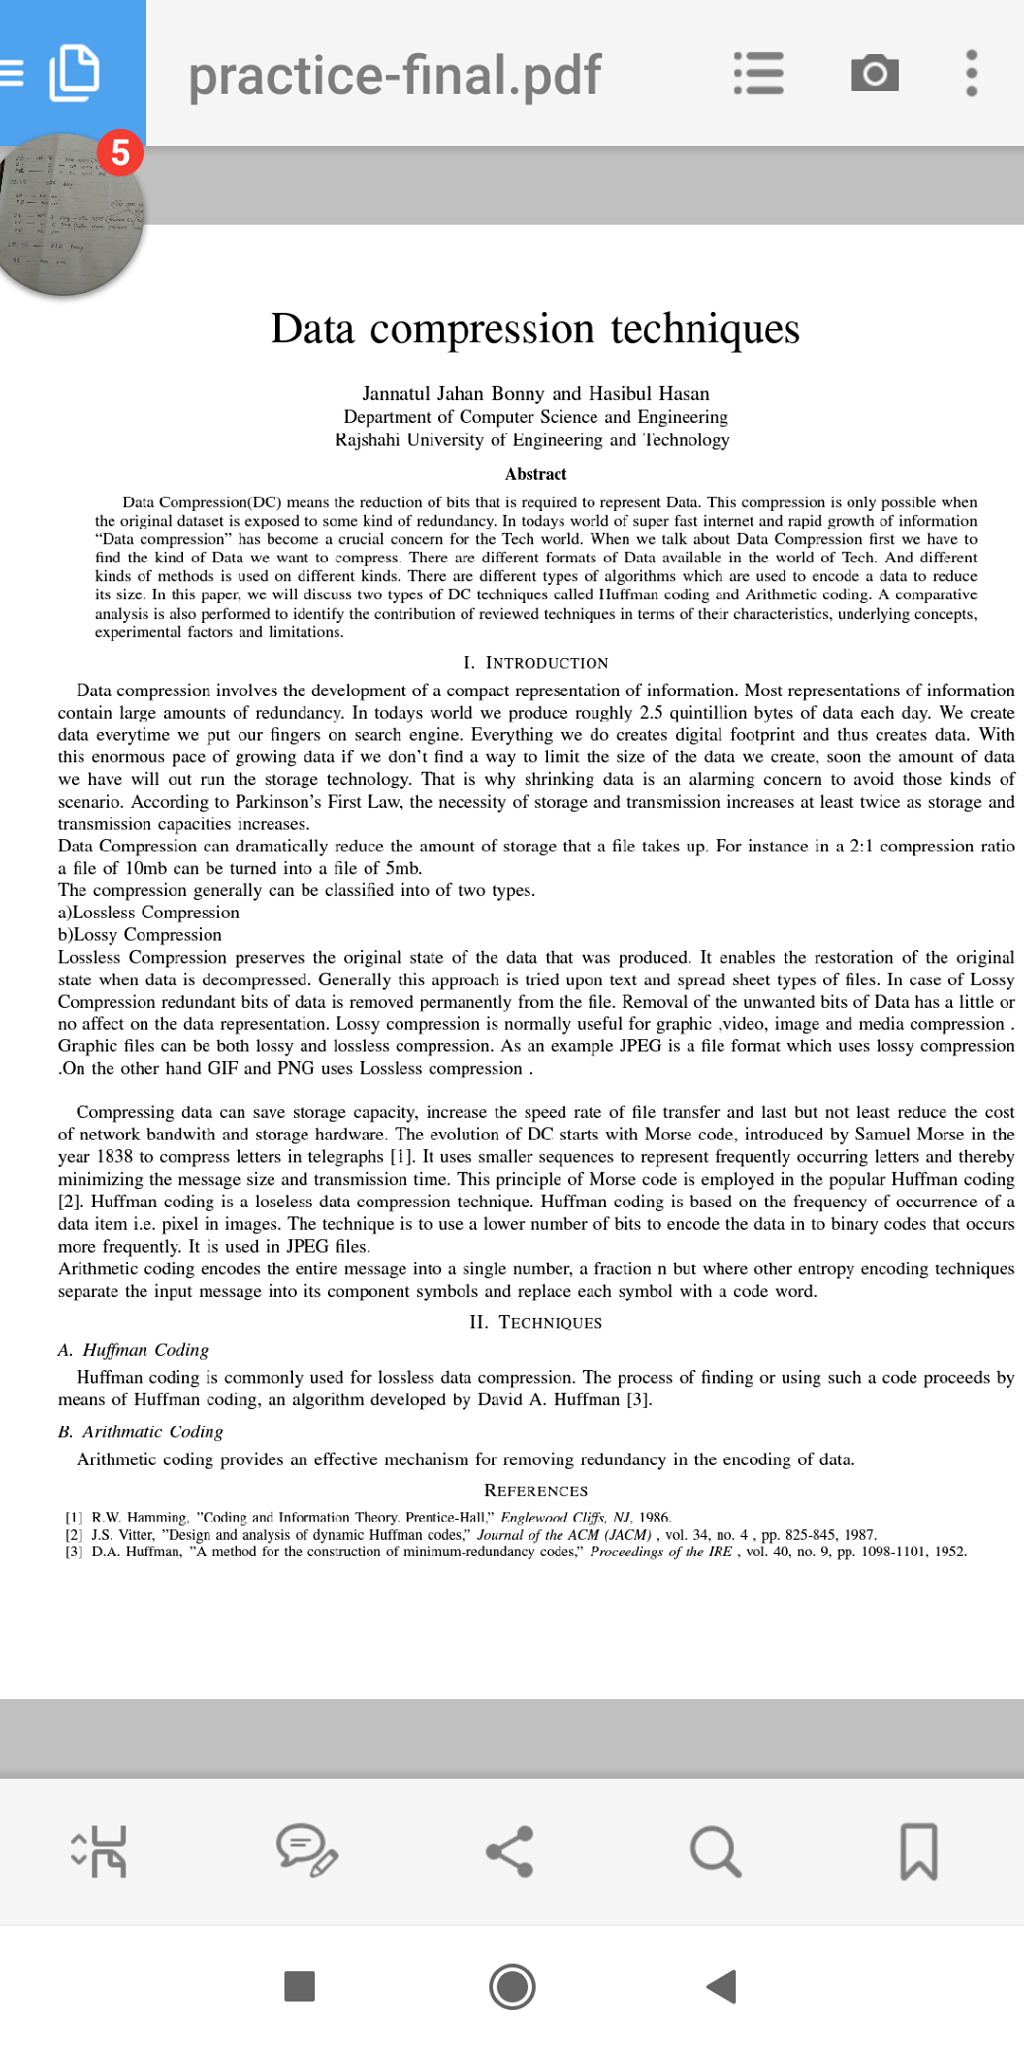 practice-final.pdf
5
Data compression techniques
Jannatul Jahan Bonny and Hasibul Hasan
Department of Computer Science and Engineering
Rajshahi University of Engineering and Technology
Abstract
Data Compression(DC) means the reduction of bits that is required to represent Data. This compression is only possible when
the original dataset is exposed to some kind of redundancy. In todays world of super fast internet and rapid growth of information
“Data compression” has become a crucial concern for the Tech world. When we talk about Data Compression first we have to
find the kind of Data we want to compress. There are different formats of Data available in the world of Tech. And different
kinds of methods is used on different kinds. There are different types of algorithms which are used to encode a data to reduce
its size. In this paper, we will discuss two types of DC techniques called Huffman coding and Arithmetic coding. A comparative
analysis is also performed to identify the contribution of reviewed techniques in terms of their characteristics, underlying concepts,
experimental factors and limitations.
I. Introduction
Data compression involves the development of a compact representation of information. Most representations of information
contain large amounts of redundancy. In todays world we produce roughly 2.5 quintillion bytes of data each day. We create
data everytime we put our fingers on search engine. Everything we do creates digital footprint and thus creates data. With
this enormous pace of growing data if we don’t find a way to limit the size of the data we create, soon the amount of data
we have will out run the storage technology. That is why shrinking data is an alarming concern to avoid those kinds of
scenario. According to Parkinson’s First Law, the necessity of storage and transmission increases at least twice as storage and
transmission capacities increases.
Data Compression can dramatically reduce the amount of storage that a file takes up. For instance in a 2:1 compression ratio
a file of 10mb can be turned into a file of 5mb.
The compression generally can be classified into of two types.
a)Lossless Compression
b)Lossy Compression
Lossless Compression preserves the original state of the data that was produced. It enables the restoration of the original
state when data is decompressed. Generally this approach is tried upon text and spread sheet types of files. In case of Lossy
Compression redundant bits of data is removed permanently from the file. Removal of the unwanted bits of Data has a little or
no affect on the data representation. Lossy compression is normally useful for graphic ,video, image and media compression .
Graphic files can be both lossy and lossless compression. As an example JPEG is a file format which uses lossy compression
.On the other hand GIF and PNG uses Lossless compression .
Compressing data can save storage capacity, increase the speed rate of file transfer and last but not least reduce the cost
of network bandwith and storage hardware. The evolution of DC starts with Morse code, introduced by Samuel Morse in the
year 1838 to compress letters in telegraphs [1]. It uses smaller sequences to represent frequently occurring letters and thereby
minimizing the message size and transmission time. This principle of Morse code is employed in the popular Huffman coding
[2]. Huffman coding is a loseless data compression technique. Huffman coding is based on the frequency of occurrence of a
data item i.e. pixel in images. The technique is to use a lower number of bits to encode the data in to binary codes that occurs
more frequently. It is used in JPEG files.
Arithmetic coding encodes the entire message into a single number, a fraction n but where other entropy encoding techniques
separate the input message into its component symbols and replace each symbol with a code word.
II. Techniques
A. Huffman Coding
Huffman coding is commonly used for lossless data compression. The process of finding or using such a code proceeds by
means of Huffman coding, an algorithm developed by David A. Huffman [3].
B. Arithmatic Coding
Arithmetic coding provides an effective mechanism for removing redundancy in the encoding of data.
References
[1] R.W. Hamming, ”Coding and Information Theory. Prentice-Hall,” Englewood Cliffs, NJ, 1986.
[2] J.S. Vitter, ”Design and analysis of dynamic Huffman codes,” Journal of the ACM (JACM) , vol. 34, no. 4 , pp. 825-845, 1987.
[3] D.A. Huffman, ”A method for the construction of minimum-redundancy codes,” Proceedings of the IRE , vol. 40, no. 9, pp. 1098-1101, 1952.